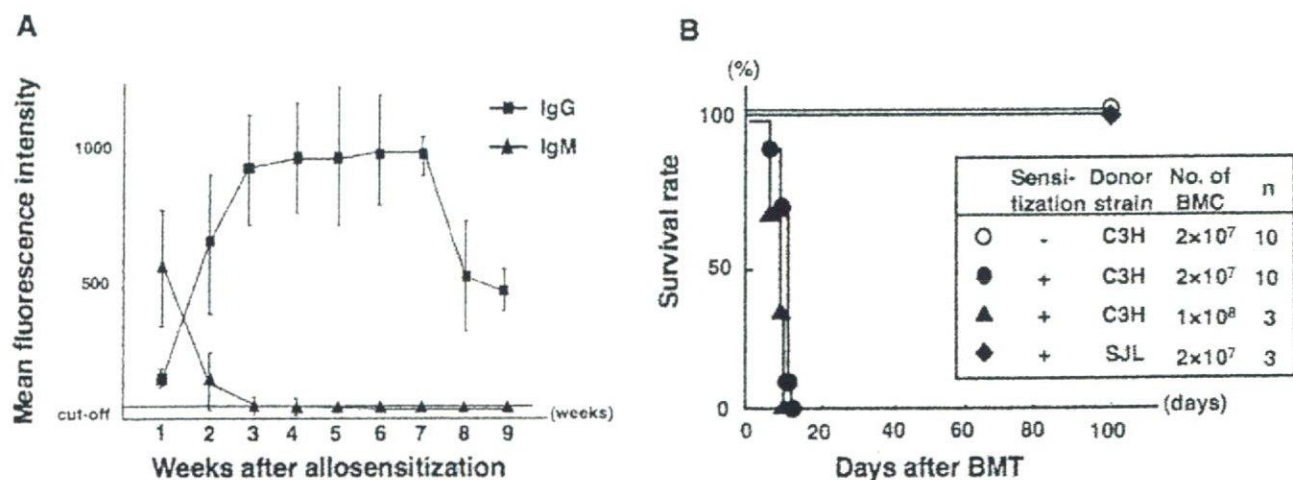 A
Mean fluorescence intensity
1000
500
cut-off
IgG
IgM
(weeks)
1 2 3 4 5 6 7 8 9
Weeks after allosensitization
B
(%)
Survival rate
100
50
0
0 20 40 60 80 100
(days)
Days after BMT
Sensi- Donor No. of n
tization strain BMC
- C3H 2×10⁷ 10
+ C3H 2×10⁷ 10
+ C3H 1×10⁸ 3
+ SJL 2×10⁷ 3